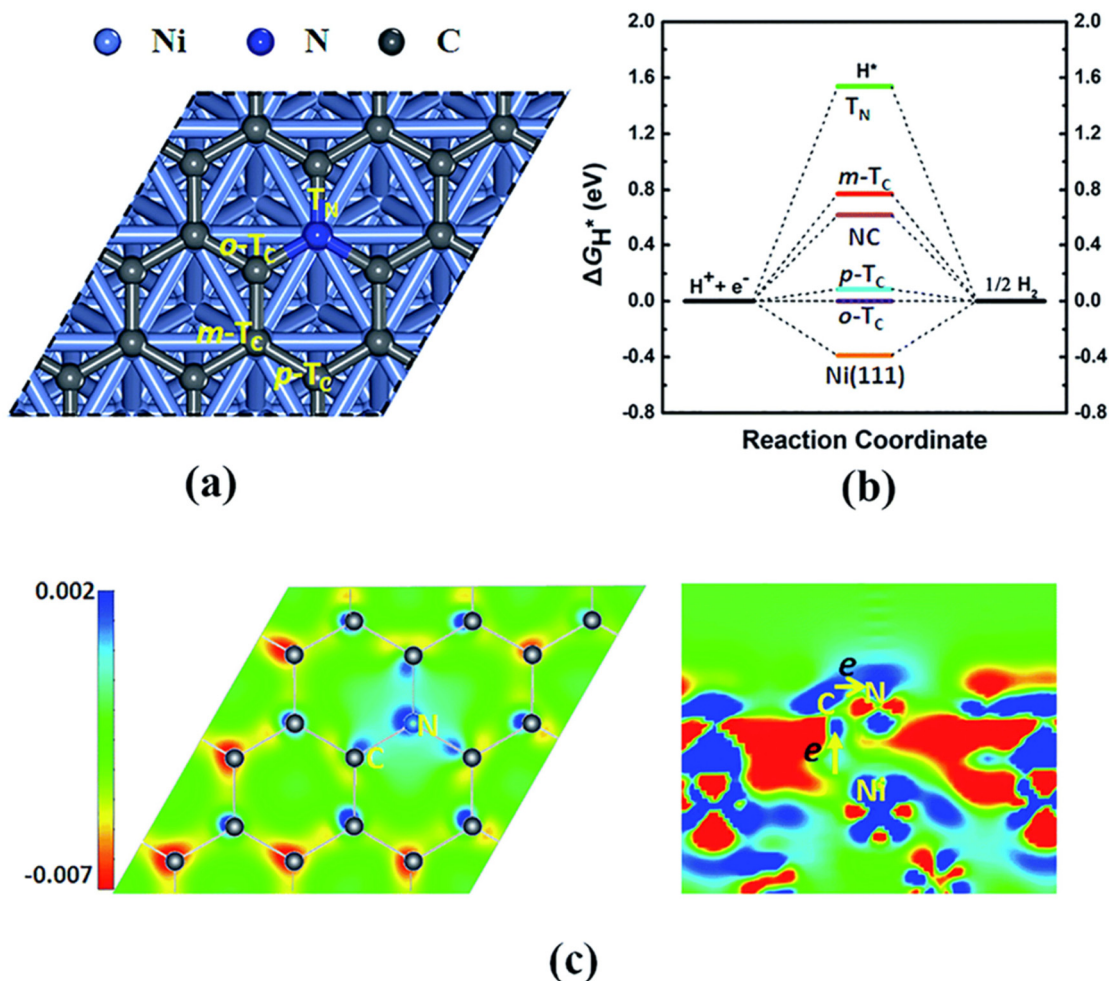 Ni N C
T_N
o-T_C
m-T_C
p-T_C
(a)
2.0 2.0
1.6 1.6
1.2 1.2
0.8 0.8
0.4 0.4
0.0 0.0
-0.4 -0.4
-0.8 -0.8
ΔG_H* (eV)
H*
T_N
m-T_C
NC
p-T_C
H⁺+ e⁻ 1/2 H₂
o-T_C
Ni(111)
Reaction Coordinate
(b)
0.002
-0.007
N
C
e
C N
e
Ni
(c)